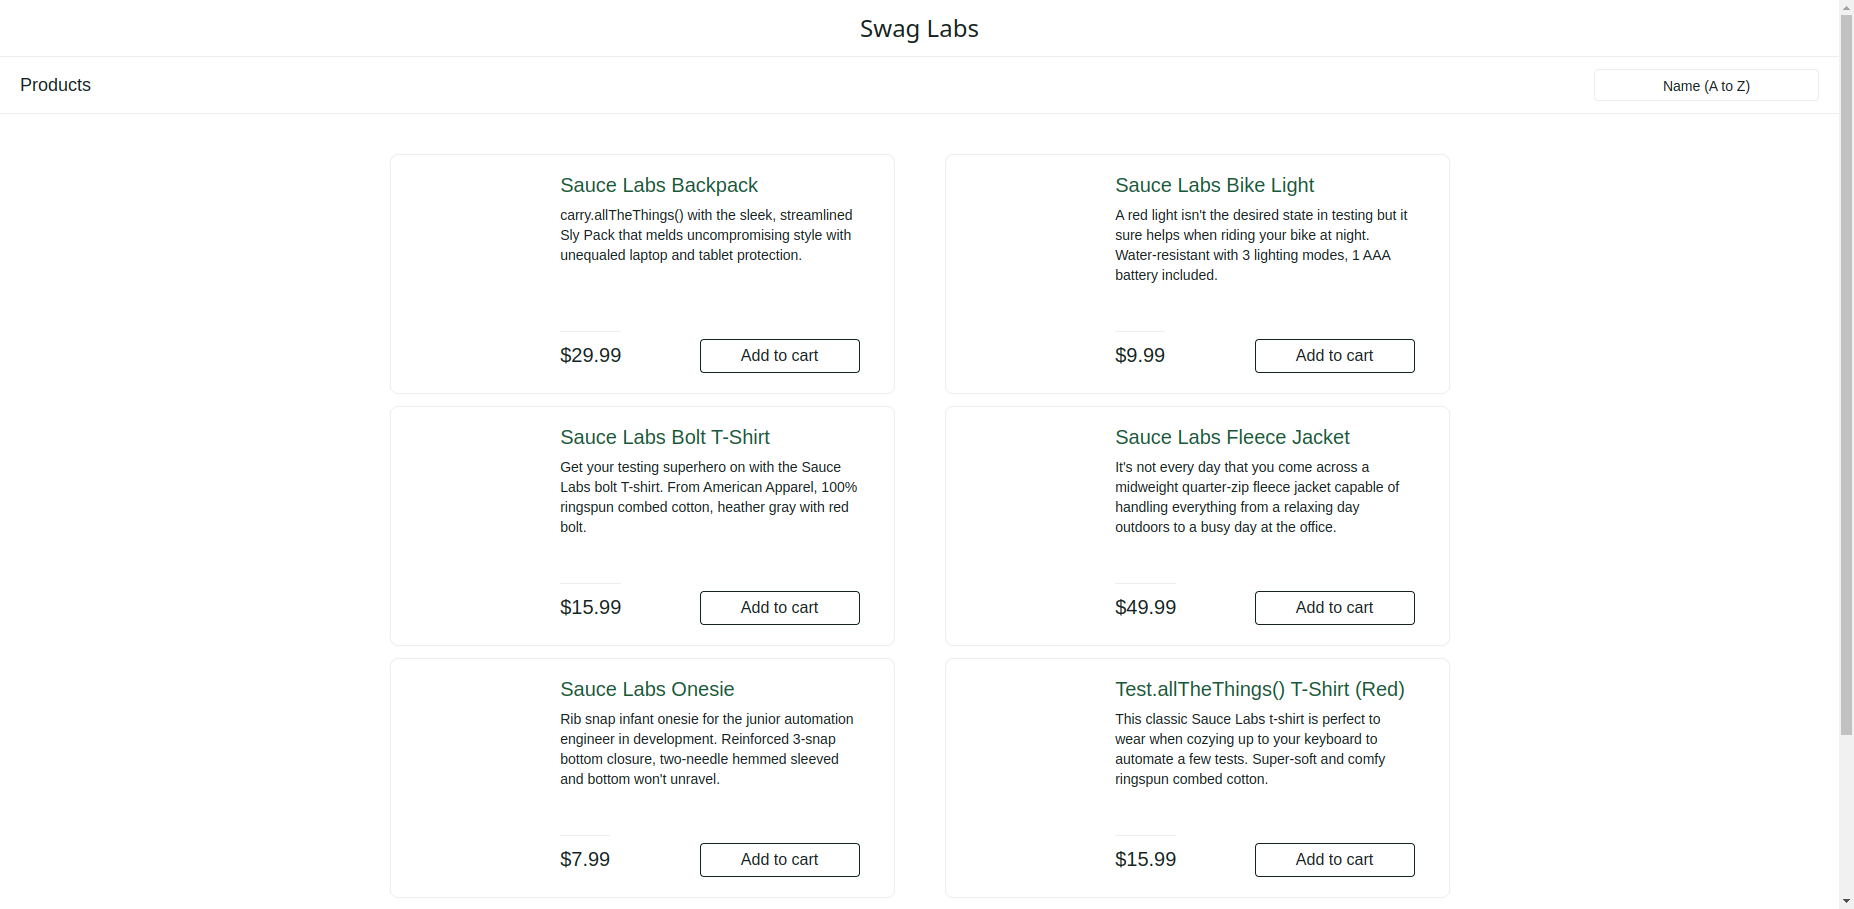 Swag Labs
Products
Name (A to Z)
Sauce Labs Backpack
carry.allTheThings() with the sleek, streamlined
Sly Pack that melds uncompromising style with
unequaled laptop and tablet protection.
$29.99
Add to cart
Sauce Labs Bike Light
A red light isn't the desired state in testing but it
sure helps when riding your bike at night.
Water-resistant with 3 lighting modes, 1 AAA
battery included.
$9.99
Add to cart
Sauce Labs Bolt T-Shirt
Get your testing superhero on with the Sauce
Labs bolt T-shirt. From American Apparel, 100%
ringspun combed cotton, heather gray with red
bolt.
$15.99
Add to cart
Sauce Labs Fleece Jacket
It's not every day that you come across a
midweight quarter-zip fleece jacket capable of
handling everything from a relaxing day
outdoors to a busy day at the office.
$49.99
Add to cart
Sauce Labs Onesie
Rib snap infant onesie for the junior automation
engineer in development. Reinforced 3-snap
bottom closure, two-needle hemmed sleeved
and bottom won't unravel.
$7.99
Add to cart
Test.allTheThings() T-Shirt (Red)
This classic Sauce Labs t-shirt is perfect to
wear when cozying up to your keyboard to
automate a few tests. Super-soft and comfy
ringspun combed cotton.
$15.99
Add to cart